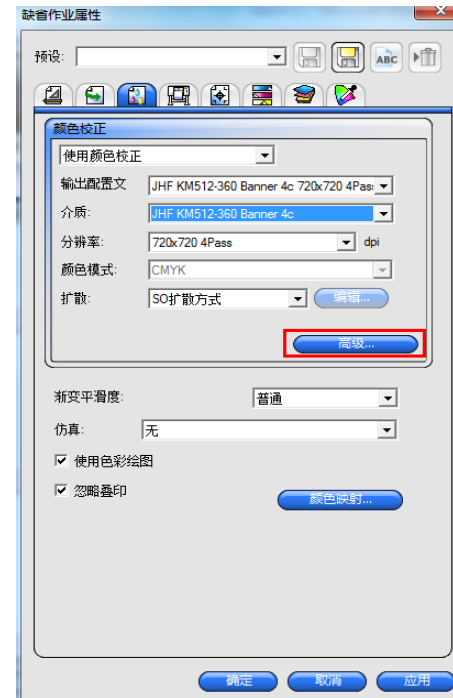 缺省作业属性
预设:
ABC
颜色校正
使用颜色校正
输出配置文 JHF KM512-360 Banner 4c 720x720 4Pas:
介质: JHF KM512-360 Banner 4c
分辨率: 720x720 4Pass dpi
颜色模式: CMYK
扩散: SO扩散方式 编辑...
高级...
渐变平滑度: 普通
仿真: 无
使用色彩绘图
忽略叠印
颜色映射...
确定 取消 应用